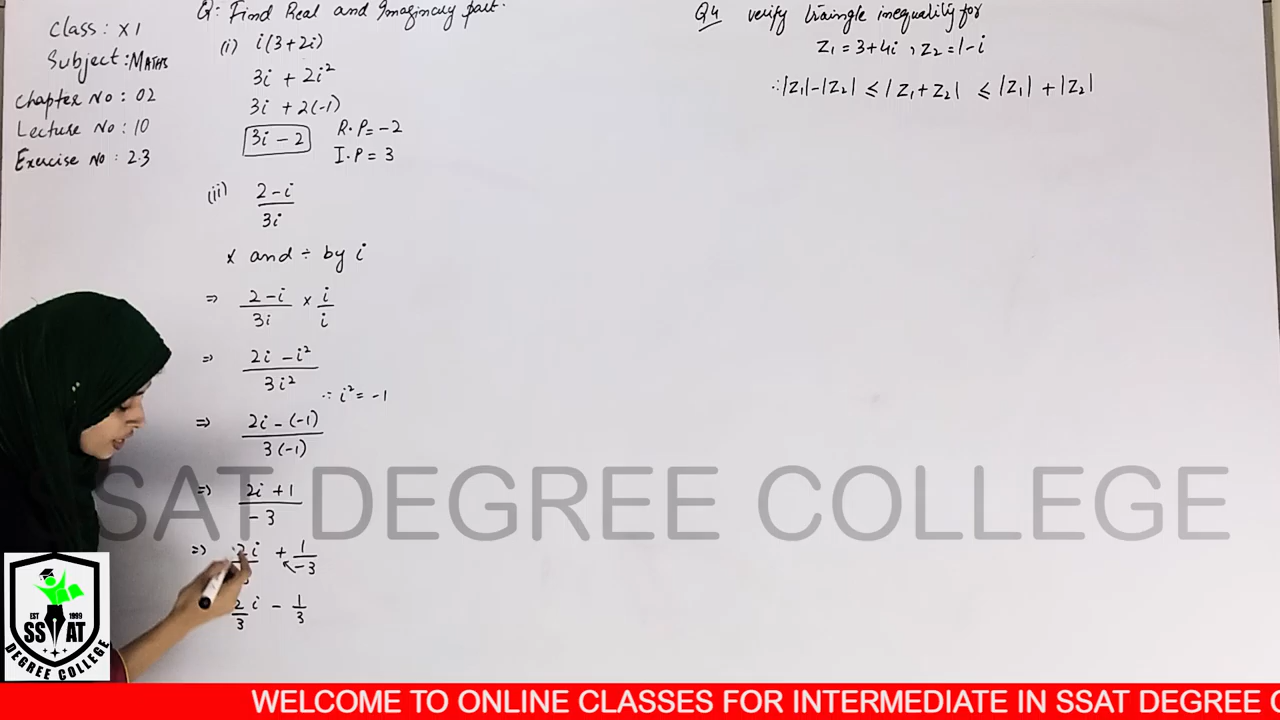 Class: XI
Subject: MATHS
Chapter No: 02
Lecture No: 10
Exercise No: 2.3
Q: Find Real and Imaginary part.
(i) i(3+2i)
3i + 2i²
3i + 2(-1)
3i - 2
R.P = -2
I.P = 3
(ii) 2-i / 3i
x and ÷ by i
⇒ 2-i / 3i × i / i
⇒ 2i - i² / 3i²
∵ i² = -1
⇒ 2i - (-1) / 3(-1)
⇒ 2i + 1 / -3
⇒ 2i + 1 / -3
2/3 i - 1/3
Q4 verify traingle inequality for
Z₁ = 3+4i , Z₂ = 1-i
∵ |Z₁|-|Z₂| ≤ |Z₁+Z₂| ≤ |Z₁| + |Z₂|
SAT DEGREE COLLEGE
EST 1999
SSAT
DEGREE COLLEGE
WELCOME TO ONLINE CLASSES FOR INTERMEDIATE IN SSAT DEGREE C